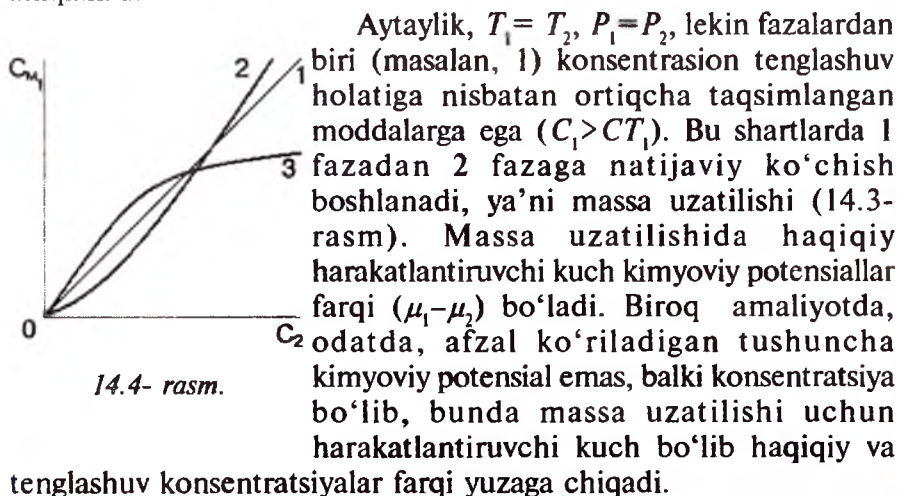 Aytaylik, T₁= T₂, P₁=P₂, lekin fazalardan
biri (masalan, 1) konsentrasion tenglashuv
holatiga nisbatan ortiqcha taqsimlangan
moddalarga ega (C₁>CT₁). Bu shartlarda 1
fazadan 2 fazaga natijaviy ko‘chish
boshlanadi, ya’ni massa uzatilishi (14.3-
rasm). Massa uzatilishida haqiqiy
harakatlantiruvchi kuch kimyoviy potensiallar
farqi (μ₁–μ₂) bo‘ladi. Biroq amaliyotda,
odatda, afzal ko‘riladigan tushuncha
kimyoviy potensial emas, balki konsentratsiya
bo‘lib, bunda massa uzatilishi uchun
harakatlantiruvchi kuch bo‘lib haqiqiy va
tenglashuv konsentratsiyalar farqi yuzaga chiqadi.
Cм₁
2
1
3
0
C₂
14.4- rasm.